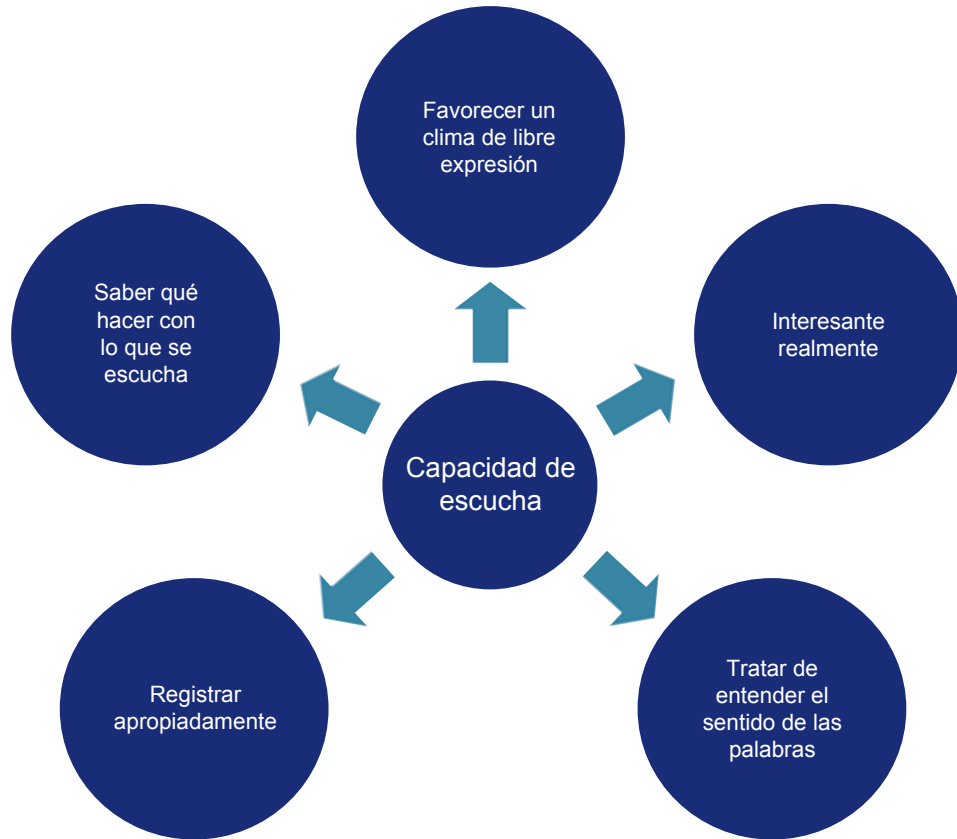 Favorecer un
clima de libre
expresión
Saber qué
hacer con
lo que se
escucha
Interesante
realmente
Capacidad de
escucha
Registrar
apropiadamente
Tratar de
entender el
sentido de las
palabras